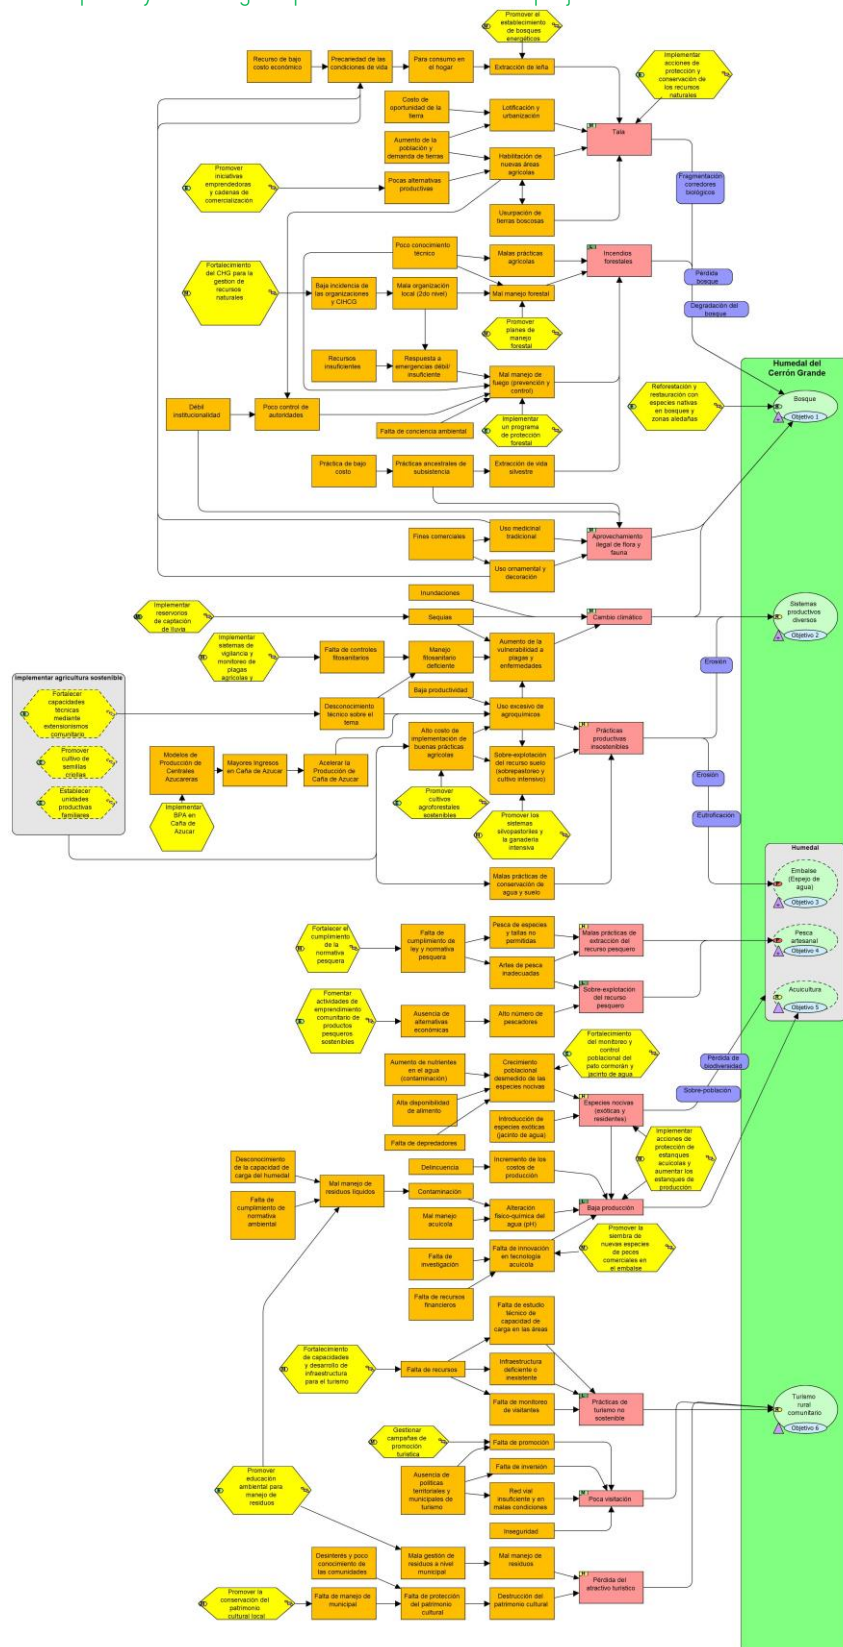 Promover el
establecimiento
de bosques
energéticos
Recurso de bajo
costo económico
Precariedad de las
condiciones de vida
Para consumo en
el hogar
Extracción de leña
Implementar
acciones de
protección y
conservación de
los recursos
naturales
Costo de
oportunidad de la
tierra
Lotificación y
urbanización
Tala
Aumento de la
población y
demanda de tierras
Habilitación de
nuevas áreas
agrícolas
Promover
iniciativas
emprendedoras
y cadenas de
comercialización
Pocas alternativas
productivas
Fragmentación
corredores
biológicos
Usurpación de
tierras boscosas
Poco conocimiento
técnico
Malas prácticas
agrícolas
Incendios
forestales
Fortalecimiento
del CHG para la
gestion de
recursos
naturales
Baja incidencia de
las organizaciones
y CIHCG
Mala organización
local (2do nivel)
Mal manejo forestal
Pérdida
bosque
Degradación del
bosque
Promover
planes de
manejo
forestal
Recursos
insuficientes
Respuesta a
emergencias débil/
insuficiente
Mal manejo de
fuego (prevención y
control)
Humedal del
Cerrón Grande
Reforestación y
restauración con
especies nativas
en bosques y
zonas aledañas
Bosque
Objetivo 1
Débil
institucionalidad
Poco control de
autoridades
Falta de conciencia ambiental
Implementar
un programa
de protección
forestal
Práctica de bajo
costo
Prácticas ancestrales de
subsistencia
Extracción de vida
silvestre
Fines comerciales
Uso medicinal
tradicional
Aprovechamiento
ilegal de flora y
fauna
Uso ornamental y
decoración
Inundaciones
Implementar
reservorios
de captación
de lluvia
Sequías
Cambio climático
Sistemas
productivos
diversos
Objetivo 2
Implementar
sistemas de
vigilancia y
monitoreo de
plagas
agrícolas y
Falta de controles
fitosanitarios
Manejo
fitosanitario
deficiente
Aumento de la
vulnerabilidad a
plagas y
enfermedades
Erosión
Implementar agricultura sostenible
Fortalecer
capacidades
técnicas
mediante
extensionismo
comunitario
Baja productividad
Desconocimiento
técnico sobre el
tema
Uso excesivo de
agroquímicos
Alto costo de
implementación de
buenas prácticas
agrícolas
Prácticas
productivas
insostenibles
Promover
cultivo de
semillas
criollas
Modelos de
Producción de
Centrales
Azucareras
Mayores Ingresos
en Caña de Azucar
Acelerar la
Producción de
Caña de Azucar
Sobre-explotación
del recurso suelo
(sobrepastoreo y
cultivo intensivo)
Erosión
Establecer
unidades
productivas
familiares
Implementar
BPA en
Caña de
Azucar
Promover
cultivos
agroforestales
sostenibles
Promover los
sistemas
silvopastoriles y
la ganadería
intensiva
Eutroficación
Humedal
Embalse
(Espejo de
agua)
Objetivo 3
Malas prácticas de
conservación de
agua y suelo
Fortalecer el
cumplimiento
de la
normativa
pesquera
Falta de
cumplimiento de
ley y normativa
pesquera
Pesca de especies
y tallas no
permitidas
Malas prácticas de
extracción del
recurso pesquero
Pesca
artesanal
Objetivo 4
Artes de pesca
inadecuadas
Sobre-explotación
del recurso
pesquero
Acuicultura
Objetivo 5
Fomentar
actividades de
emprendimiento
comunitario de
productos
pesqueros
sostenibles
Ausencia de
alternativas
económicas
Alto número de
pescadores
Fortalecimiento
del monitoreo y
control
poblacional del
pato cormorán y
jacinto de agua
Aumento de nutrientes
en el agua
(contaminación)
Crecimiento
poblacional
desmedido de las
especies nocivas
Pérdida de
biodiversidad
Sobre-población
Alta disponibilidad
de alimento
Especies nocivas
(exóticas y
residentes)
Introducción de
especies exóticas
(jacinto de agua)
Falta de depredadores
Implementar
acciones de
protección de
estanques
acuícolas y
aumentar los
estanques de
producción
Desconocimiento
de la capacidad de
carga del humedal
Mal manejo de
residuos líquidos
Delincuencia
Incremento de los
costos de
producción
Contaminación
Falta de
cumplimiento de
normativa
ambiental
Mal manejo
acuícola
Alteración
físico-química del
agua (pH)
Baja producción
Falta de
investigación
Falta de innovación
en tecnología
acuícola
Promover la
siembra de
nuevas especies
de peces
comerciales en
el embalse
Falta de recursos
financieros
Falta de estudio
técnico de
capacidad de
carga en las áreas
Fortalecimiento
de capacidades
y desarrollo de
infraestructura
para el turismo
Falta de recursos
Infraestructura
deficiente o
inexistente
Falta de monitoreo
de visitantes
Prácticas
de turismo no
sostenible
Turismo
rural
comunitario
Objetivo 6
Gestionar
campañas de
promoción
turística
Falta de promoción
Promover
educación
ambiental para
manejo de
residuos
Ausencia de
políticas
territoriales y
municipales de
turismo
Falta de inversión
Red vial
insuficiente y en
malas condiciones
Poca visitación
Inseguridad
Desinterés y poco
conocimiento de
las comunidades
Mala gestión de
residuos a nivel
municipal
Mal manejo de
residuos
Pérdida del
atractivo turístico
Promover la
conservación del
patrimonio
cultural local
Falta de manejo de
municipal
Falta de protección
del patrimonio
cultural
Destrucción del
patrimonio cultural